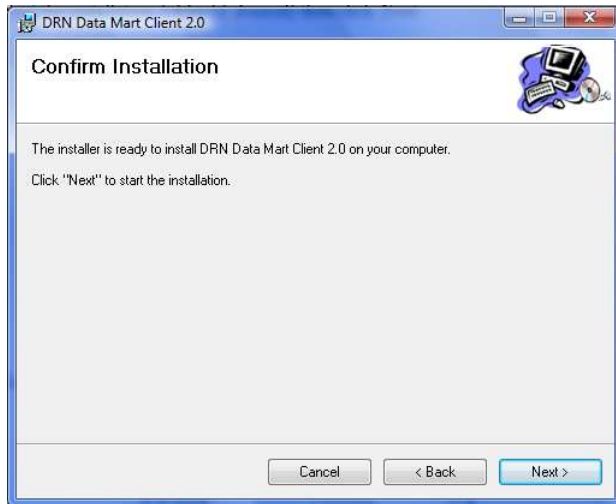 DRN Data Mart Client 2.0
Confirm Installation
The installer is ready to install DRN Data Mart Client 2.0 on your computer.
Click "Next" to start the installation.
Cancel
< Back
Next >